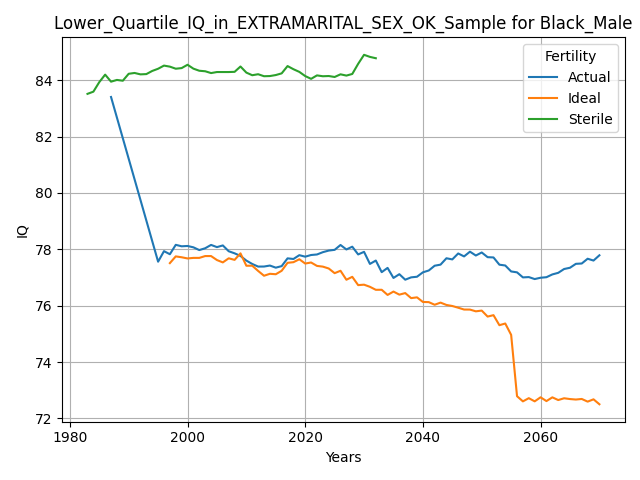 Lower_Quartile_IQ_in_EXTRAMARITAL_SEX_OK_Sample for Black_Male
Fertility
Actual
Ideal
Sterile
IQ
84
82
80
78
76
74
72
1980
2000
2020
2040
2060
Years